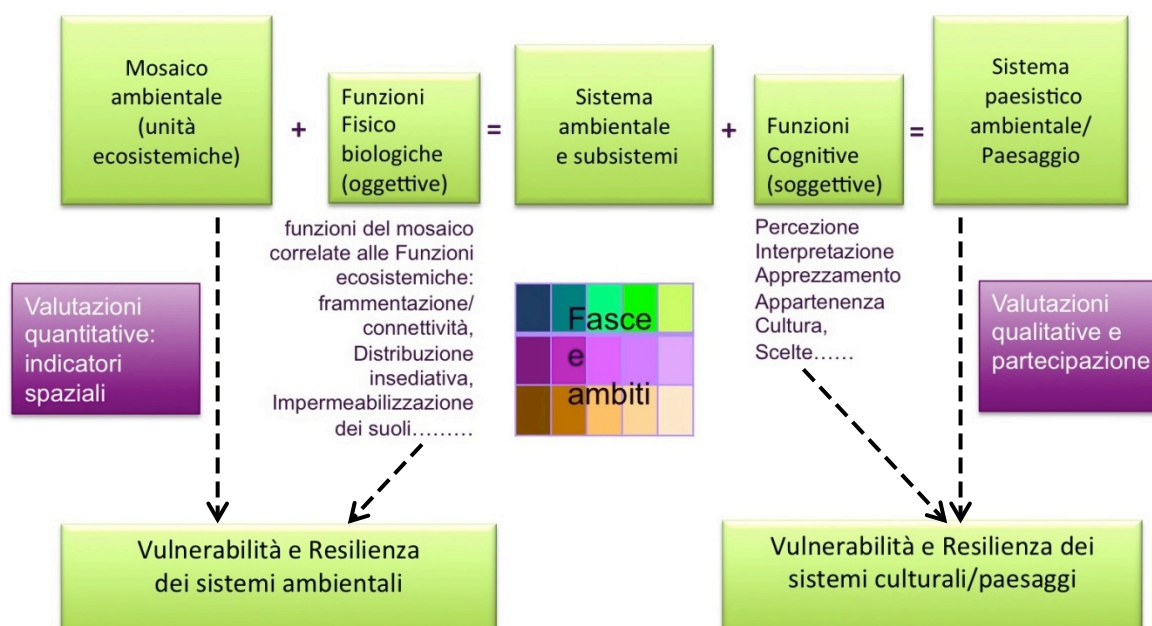 Mosaico
ambientale
(unità
ecosistemiche)
+
Funzioni
Fisico
biologiche
(oggettive)
=
Sistema
ambientale
e subsistemi
+
Funzioni
Cognitive
(soggettive)
=
Sistema
paesistico
ambientale/
Paesaggio
funzioni del mosaico
correlate alle Funzioni
ecosistemiche:
frammentazione/
connettività,
Distribuzione
insediativa,
Impermeabilizzazione
dei suoli………
Percezione
Interpretazione
Apprezzamento
Appartenenza
Cultura,
Scelte……
Valutazioni
quantitative:
indicatori
spaziali
Fasce
e
ambiti
Valutazioni
qualitative e
partecipazione
Vulnerabilità e Resilienza
dei sistemi ambientali
Vulnerabilità e Resilienza dei
sistemi culturali/paesaggi